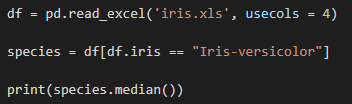 df = pd.read_excel('iris.xls', usecols = 4)
species = df[df.iris == "Iris-versicolor"]
print(species.median())